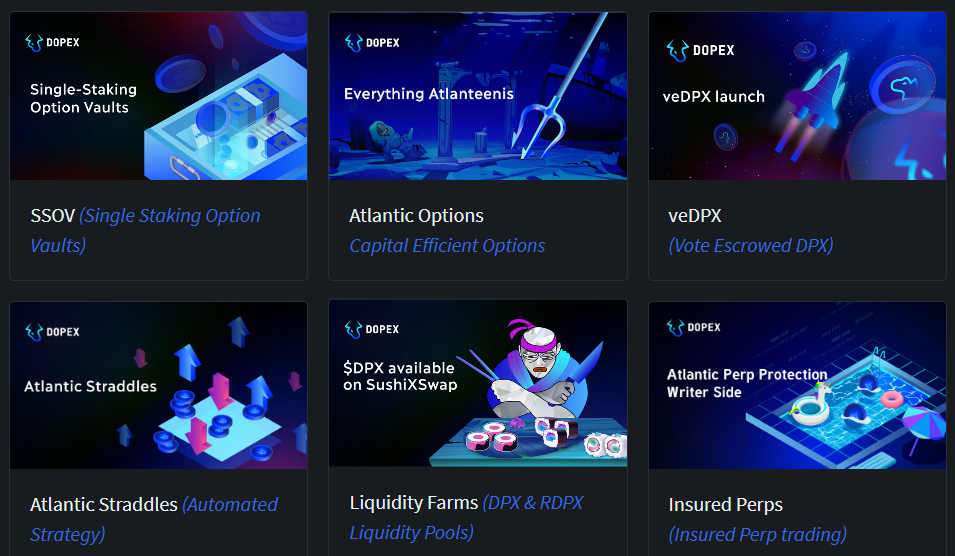 DOPEX
Single-Staking
Option Vaults
SSOV (Single Staking Option
Vaults)
DOPEX
Everything Atlanteenis
Atlantic Options
Capital Efficient Options
DOPEX
veDPX launch
veDPX
(Vote Escrowed DPX)
DOPEX
Atlantic Straddles
Atlantic Straddles (Automated
Strategy)
DOPEX
$DPX available
on SushiXSwap
Liquidity Farms (DPX & RDPX
Liquidity Pools)
DOPEX
Atlantic Perp Protection
Writer Side
Insured Perps
(Insured Perp trading)